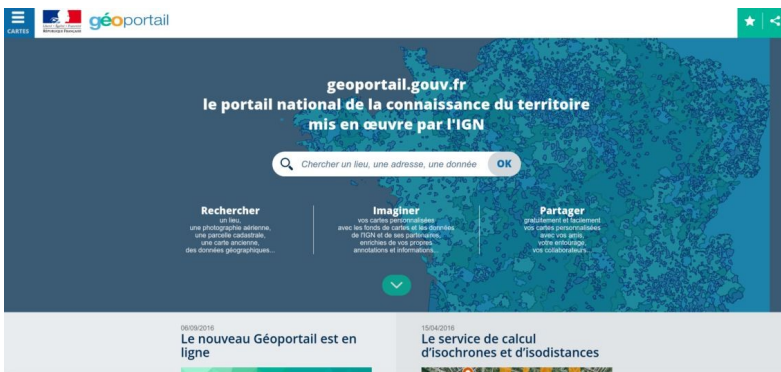 CARTES
Liberté • Égalité • Fraternité
RÉPUBLIQUE FRANÇAISE
géoportail
geoportail.gouv.fr
le portail national de la connaissance du territoire
mis en œuvre par l'IGN
Chercher un lieu, une adresse, une donnée
OK
Rechercher
un lieu,
une photographie aérienne,
une parcelle cadastrale,
une carte ancienne,
des données géographiques...
Imaginer
vos cartes personnalisées
avec les fonds de cartes et les données
de l'IGN et de ses partenaires,
enrichies de vos propres
annotations et informations...
Partager
gratuitement et facilement
vos cartes personnalisées
avec vos amis,
votre entourage,
vos collaborateurs...
06/09/2016
Le nouveau Géoportail est en
ligne
15/04/2016
Le service de calcul
d'isochrones et d'isodistances